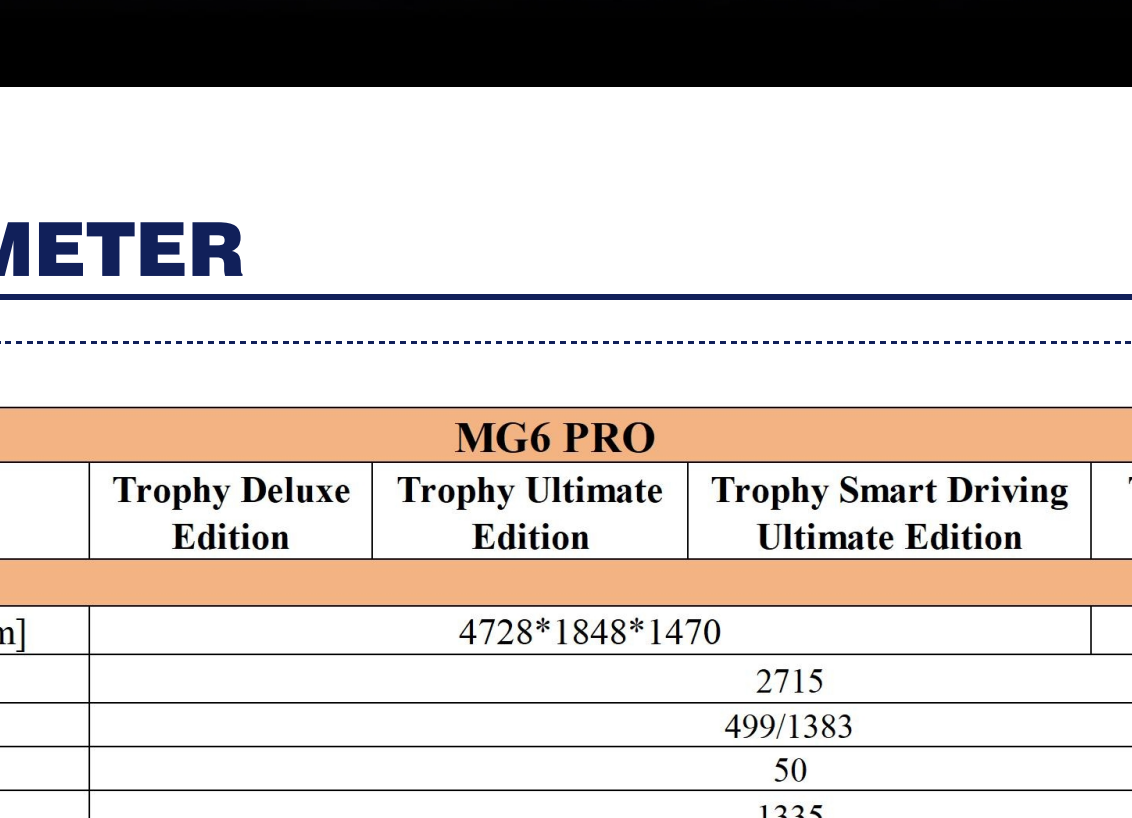 METER
MG6 PRO
Trophy Deluxe Edition
Trophy Ultimate Edition
Trophy Smart Driving Ultimate Edition
4728*1848*1470
2715
499/1383
50
1335